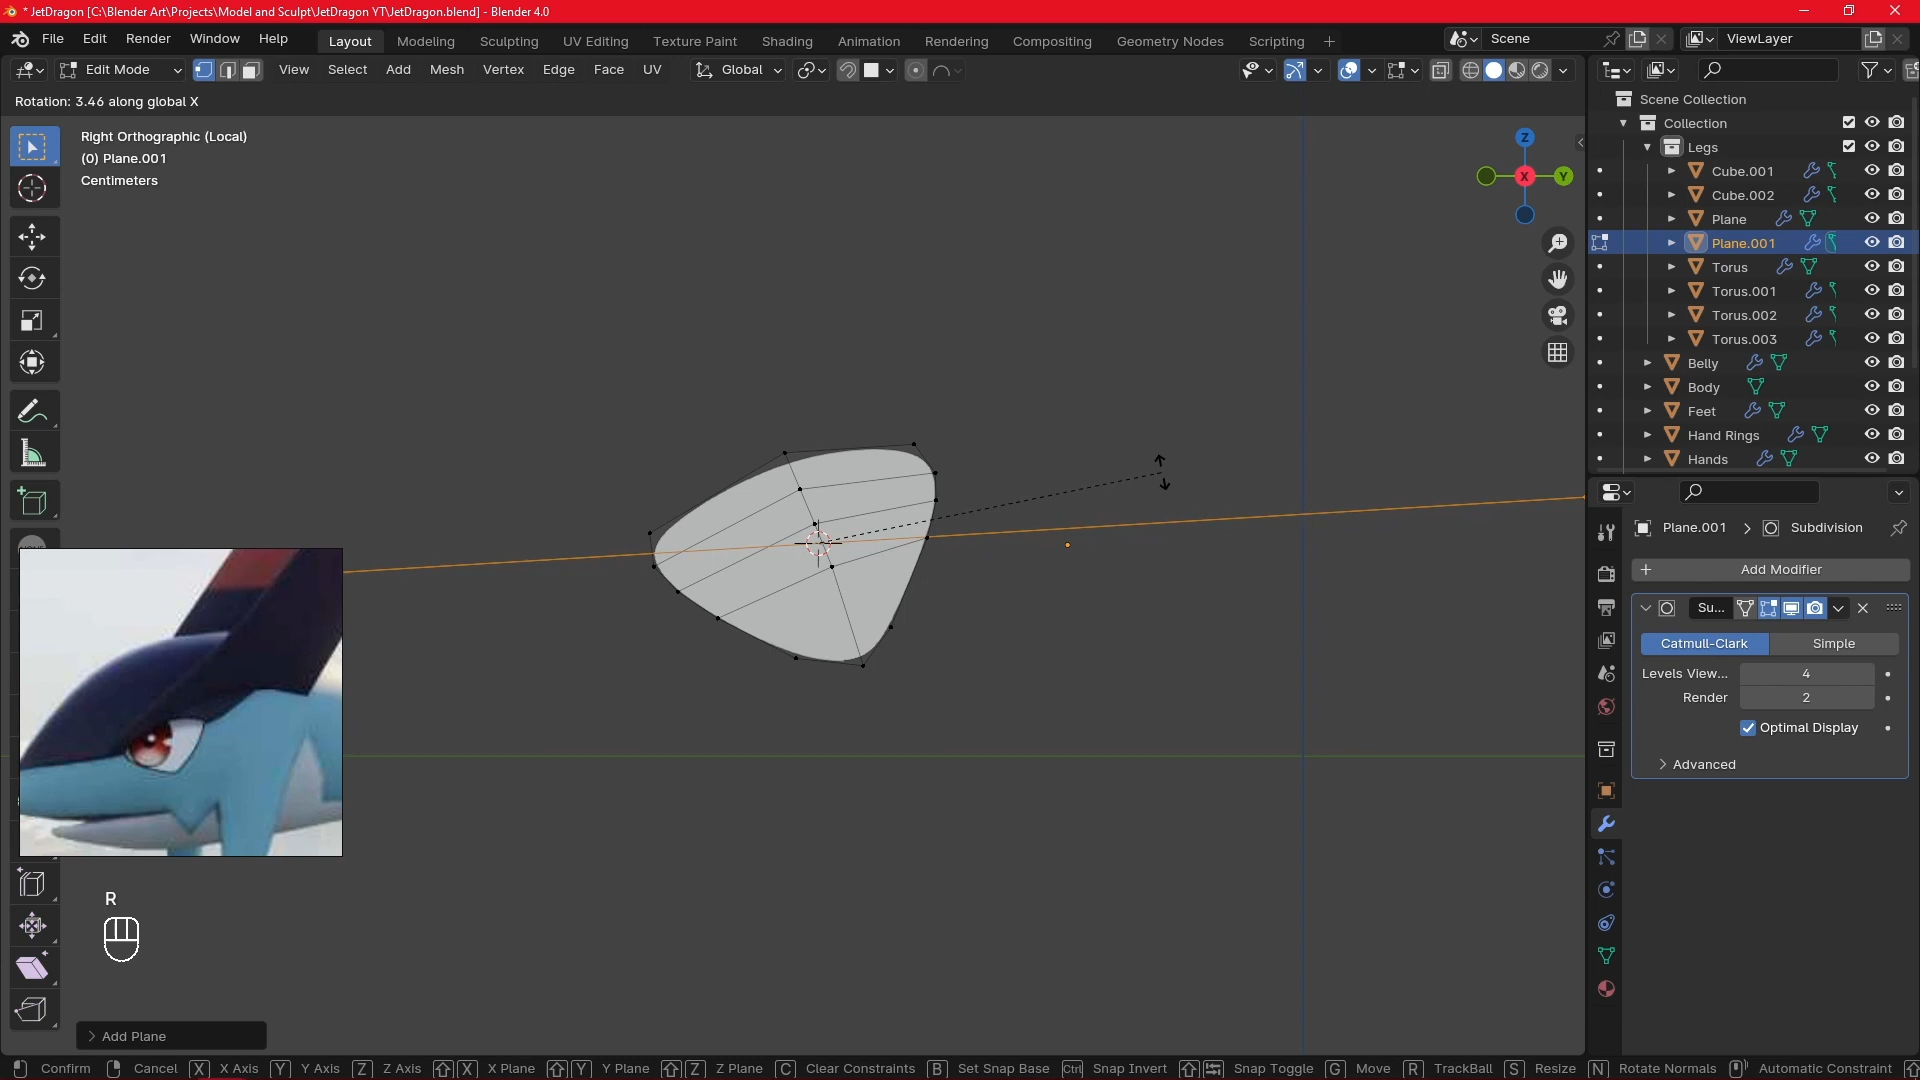 * JetDragon [C:\Blender Art\Projects\Model and Sculpt\JetDragon YT\JetDragon.blend] - Blender 4.0
File Edit Render Window Help Layout Modeling Sculpting UV Editing Texture Paint Shading Animation Rendering Compositing Geometry Nodes Scripting + Scene ViewLayer
Edit Mode View Select Add Mesh Vertex Edge Face UV Global
Rotation: 3.46 along global X
Right Orthographic (Local)
(0) Plane.001
Centimeters
Z
X
Y
Scene Collection
Collection
Legs
Cube.001
Cube.002
Plane
Plane.001
Torus
Torus.001
Torus.002
Torus.003
Belly
Body
Feet
Hand Rings
Hands
Plane.001 > Subdivision
+ Add Modifier
Su...
Catmull-Clark Simple
Levels View... 4
Render 2
Optimal Display
Advanced
R
Add Plane
Confirm Cancel X X Axis Y Y Axis Z Z Axis X X Plane Y Y Plane Z Z Plane C Clear Constraints B Set Snap Base Ctrl Snap Invert Snap Toggle G Move R TrackBall S Resize N Rotate Normals Automatic Constraint